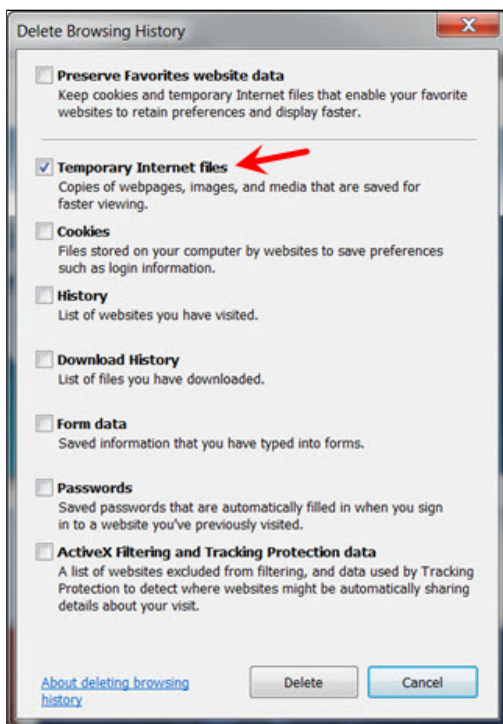 Delete Browsing History
Preserve Favorites website data
Keep cookies and temporary Internet files that enable your favorite
websites to retain preferences and display faster.
Temporary Internet files
Copies of webpages, images, and media that are saved for
faster viewing.
Cookies
Files stored on your computer by websites to save preferences
such as login information.
History
List of websites you have visited.
Download History
List of files you have downloaded.
Form data
Saved information that you have typed into forms.
Passwords
Saved passwords that are automatically filled in when you sign
in to a website you've previously visited.
ActiveX Filtering and Tracking Protection data
A list of websites excluded from filtering, and data used by Tracking
Protection to detect where websites might be automatically sharing
details about your visit.
About deleting browsing
history
Delete
Cancel